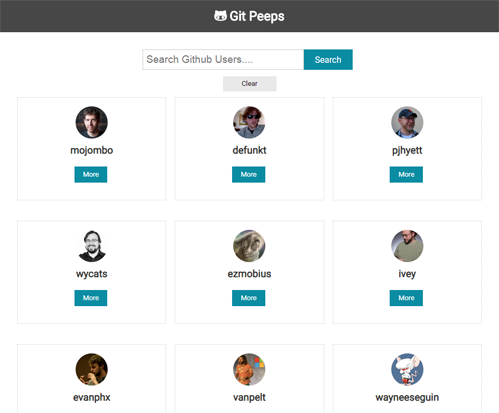 Git Peeps
Search Github Users....
Search
Clear
mojombo
defunkt
pjhyett
More
More
More
wycats
ezmobius
ivey
More
More
More
evanphx
vanpelt
wayneeseguin